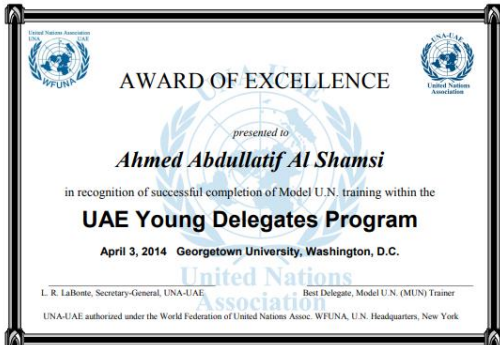 United Nations Association
UNA UAE
WFUNA
UNA-UAE
United Nations
Association
AWARD OF EXCELLENCE
UNA-UAE
presented to
Ahmed Abdullatif Al Shamsi
in recognition of successful completion of Model U.N. training within the
UAE Young Delegates Program
April 3, 2014 Georgetown University, Washington, D.C.
United Nations
Association
L. R. LaBonte, Secretary-General, UNA-UAE Best Delegate, Model U.N. (MUN) Trainer
UNA-UAE authorized under the World Federation of United Nations Assoc. WFUNA, U.N. Headquarters, New York